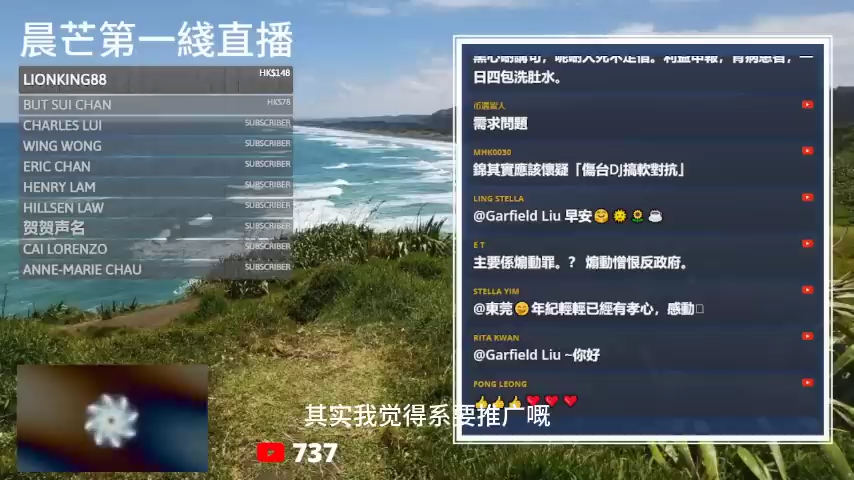 晨芒第一綫直播
LIONKING88 HK$148
BUT SUI CHAN HK$78
CHARLES LUI SUBSCRIBER
WING WONG SUBSCRIBER
ERIC CHAN SUBSCRIBER
HENRY LAM SUBSCRIBER
HILLSEN LAW SUBSCRIBER
贺贺声名 SUBSCRIBER
CAI LORENZO SUBSCRIBER
ANNE-MARIE CHAU SUBSCRIBER
日四包洗肚水。
需求問題
MHK0030
錦其實應該懷疑「傷台DJ搞軟對抗」
LING STELLA
@Garfield Liu 早安😊🌞🌻☕
E T
主要係煽動罪。? 煽動憎恨反政府。
STELLA YIM
@東莞😊年紀輕輕已經有孝心，感動
RITA KWAN
@Garfield Liu ~你好
FONG LEONG
👍👍👍❤❤❤
其实我觉得系要推广嘅
737